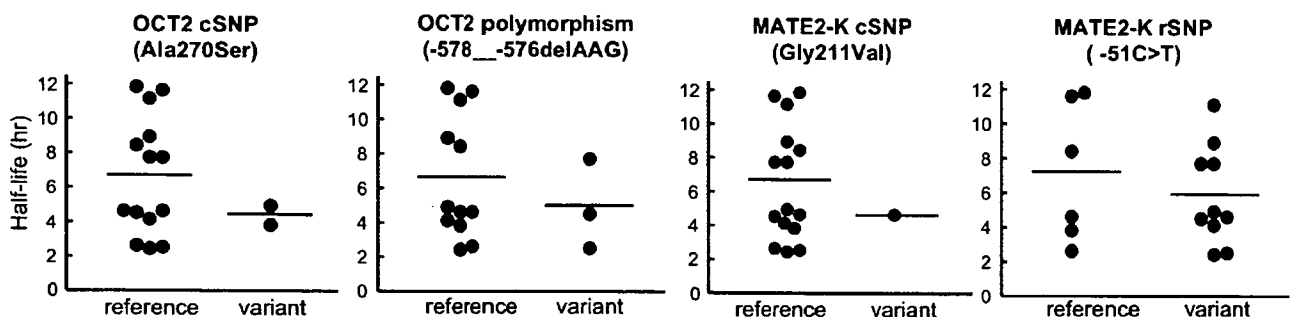 OCT2 cSNP
(Ala270Ser)
OCT2 polymorphism
(-578__-576delAAG)
MATE2-K cSNP
(Gly211Val)
MATE2-K rSNP
( -51C>T)
Half-life (hr)
12
10
8
6
4
2
0
reference variant
12
10
8
6
4
2
0
reference variant
12
10
8
6
4
2
0
reference variant
12
10
8
6
4
2
0
reference variant